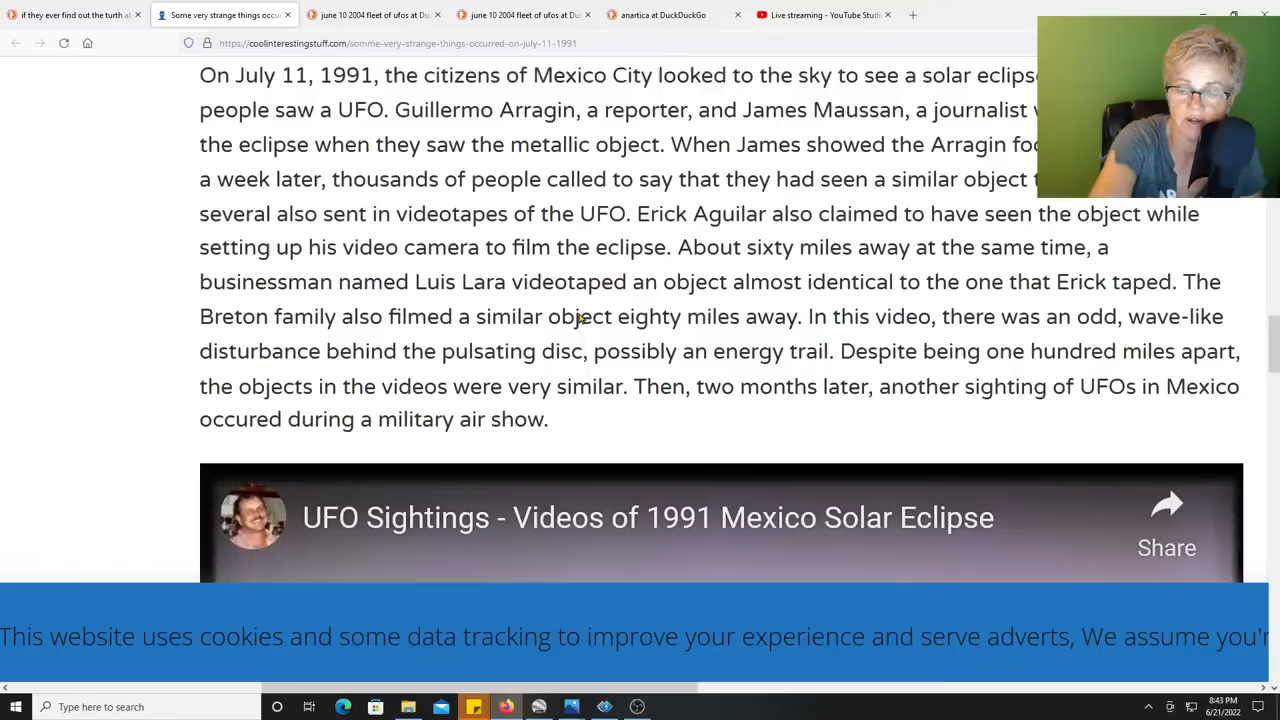 if they ever find out the turth al
Some very strange things occu
june 10 2004 fleet of ufos at Du
june 10 2004 fleet of ufos at Du
anartica at DuckDuckGo
Live streaming - YouTube Studi
https://coolinterestingstuff.com/somme-very-strange-things-occurred-on-july-11-1991
On July 11, 1991, the citizens of Mexico City looked to the sky to see a solar eclipse
people saw a UFO. Guillermo Arragin, a reporter, and James Maussan, a journalist
the eclipse when they saw the metallic object. When James showed the Arragin
a week later, thousands of people called to say that they had seen a similar object
several also sent in videotapes of the UFO. Erick Aguilar also claimed to have seen the object while
setting up his video camera to film the eclipse. About sixty miles away at the same time, a
businessman named Luis Lara videotaped an object almost identical to the one that Erick taped. The
Breton family also filmed a similar object eighty miles away. In this video, there was an odd, wave-like
disturbance behind the pulsating disc, possibly an energy trail. Despite being one hundred miles apart,
the objects in the videos were very similar. Then, two months later, another sighting of UFOs in Mexico
occured during a military air show.
UFO Sightings - Videos of 1991 Mexico Solar Eclipse
Share
This website uses cookies and some data tracking to improve your experience and serve adverts, We assume you'r
Type here to search
8:43 PM
6/21/2022